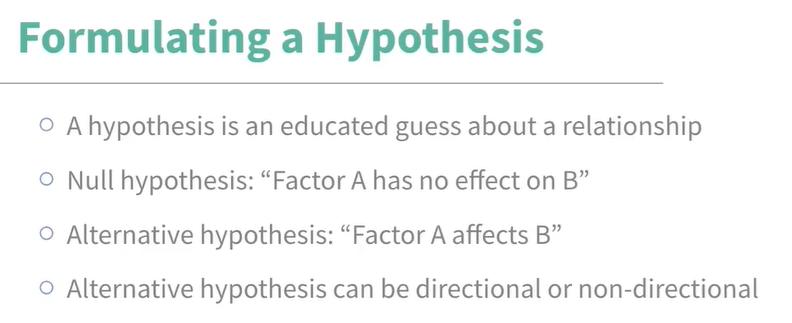 Formulating a Hypothesis
A hypothesis is an educated guess about a relationship
Null hypothesis: “Factor A has no effect on B”
Alternative hypothesis: “Factor A affects B”
Alternative hypothesis can be directional or non-directional